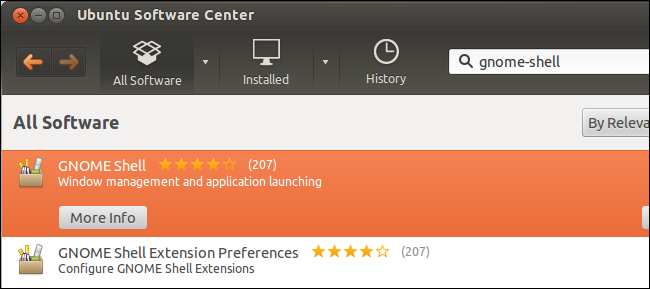 Ubuntu Software Center
All Software
Installed
History
gnome-shell
All Software
By Releva
GNOME Shell (207)
Window management and application launching
More Info
GNOME Shell Extension Preferences (207)
Configure GNOME Shell Extensions